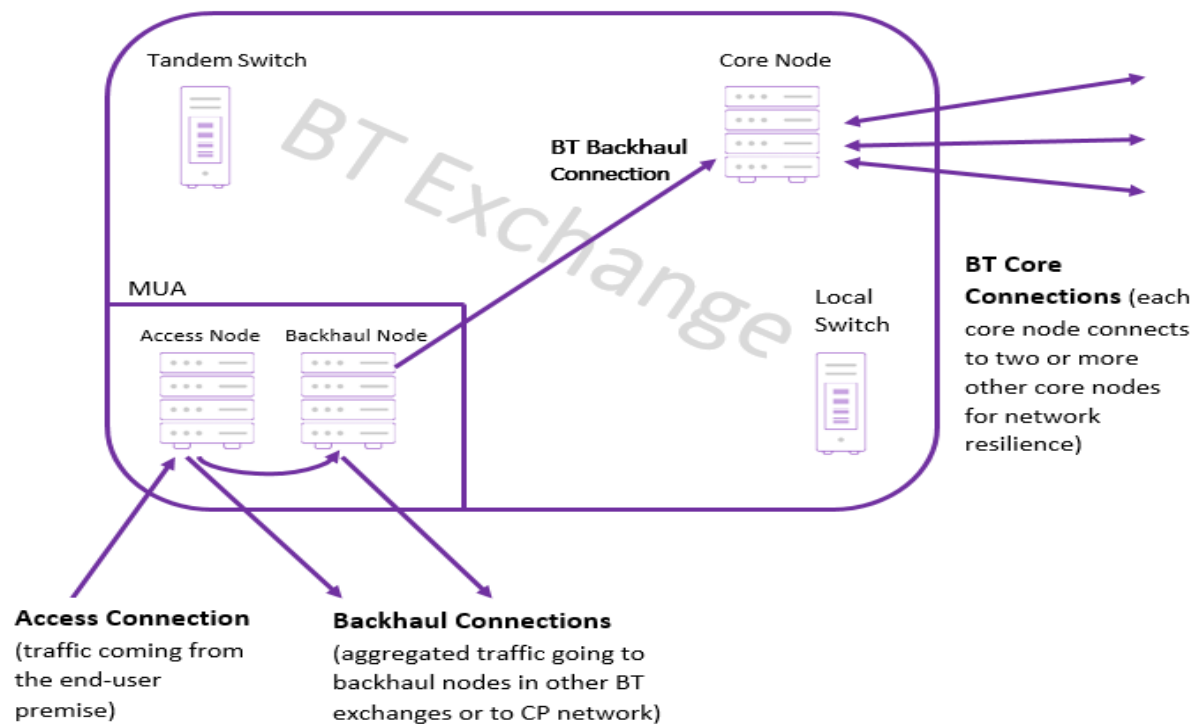 Tandem Switch
Core Node
BT Exchange
BT Backhaul
Connection
BT Core
Connections (each
core node connects
to two or more
other core nodes
for network
resilience)
MUA
Local
Switch
Access Node
Backhaul Node
Access Connection
(traffic coming from
the end-user
premise)
Backhaul Connections
(aggregated traffic going to
backhaul nodes in other BT
exchanges or to CP network)